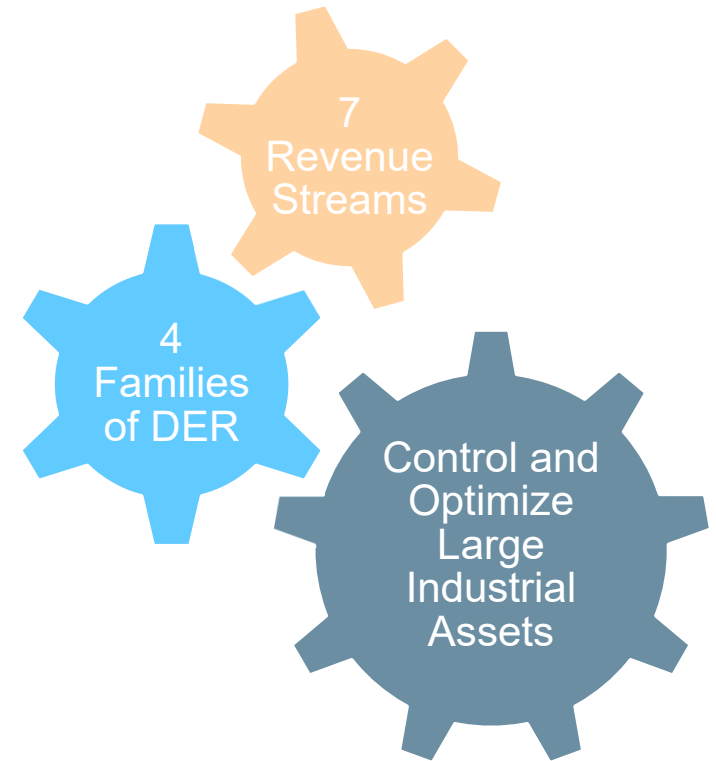 7
Revenue
Streams
4
Families
of DER
Control and
Optimize
Large
Industrial
Assets